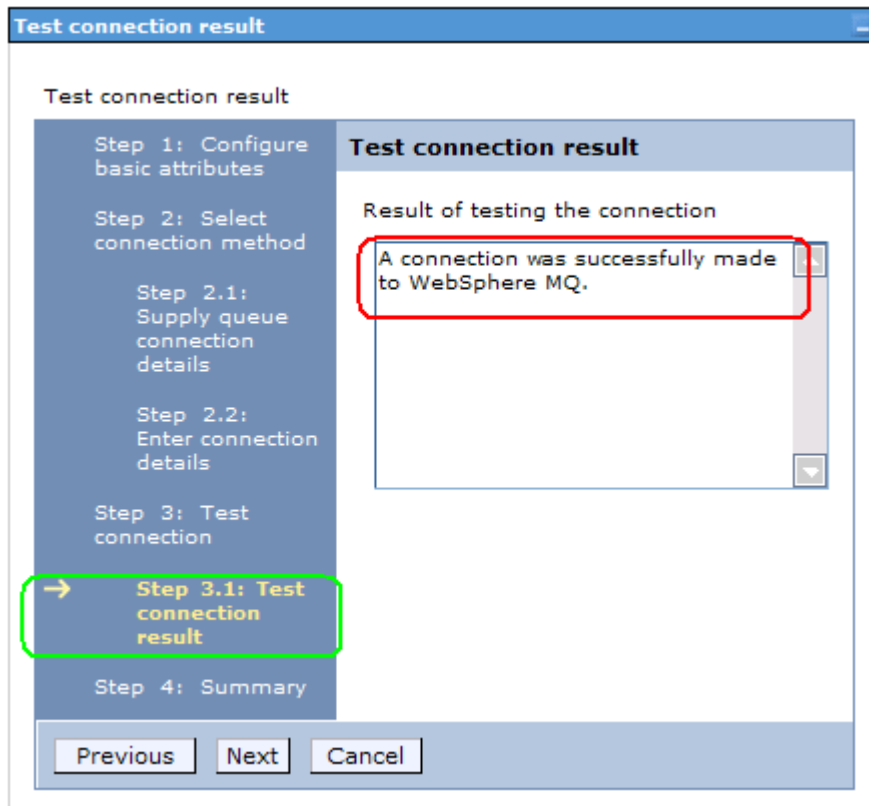 Test connection result
Test connection result
Step 1: Configure
basic attributes
Step 2: Select
connection method
Step 2.1:
Supply queue
connection
details
Step 2.2:
Enter connection
details
Step 3: Test
connection
Step 3.1: Test
connection
result
Step 4: Summary
Test connection result
Result of testing the connection
A connection was successfully made
to WebSphere MQ.
Previous Next Cancel